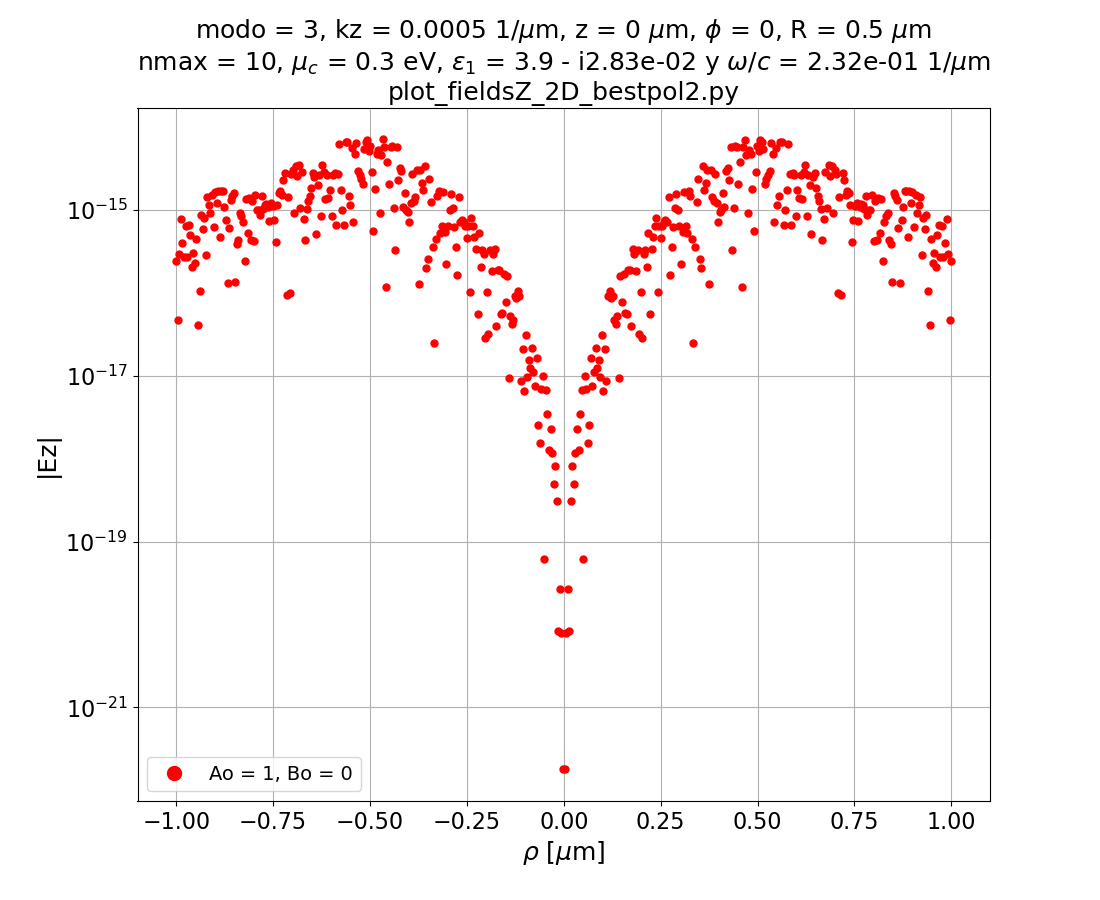 modo = 3, kz = 0.0005 1/μm, z = 0 μm, ϕ = 0, R = 0.5 μm
nmax = 10, μc = 0.3 eV, ε1 = 3.9 - i2.83e-02 y ω/c = 2.32e-01 1/μm
plot_fieldsZ_2D_bestpol2.py
|Ez|
10−15
10−17
10−19
10−21
Ao = 1, Bo = 0
−1.00 −0.75 −0.50 −0.25 0.00 0.25 0.50 0.75 1.00
ρ [μm]